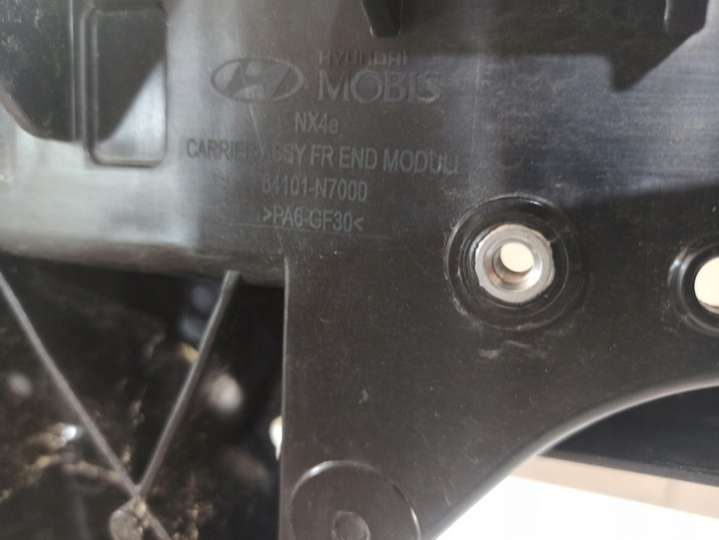 HYUNDAI
MOBIS
NX4e
CARRIER ASSY FR END MODULE
64101-N7000
.>PA6-GF30<